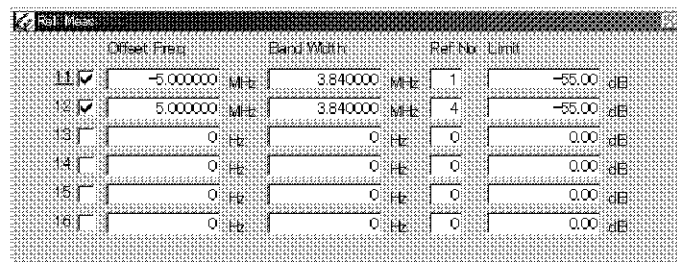 Rel. Meas
Offset Freq Band Width Ref No Limit
11 -5.000000 MHz 3.840000 MHz 1 -55.00 dB
12 5.000000 MHz 3.840000 MHz 4 -55.00 dB
13 0 Hz 0 Hz 0 0.00 dB
14 0 Hz 0 Hz 0 0.00 dB
15 0 Hz 0 Hz 0 0.00 dB
16 0 Hz 0 Hz 0 0.00 dB